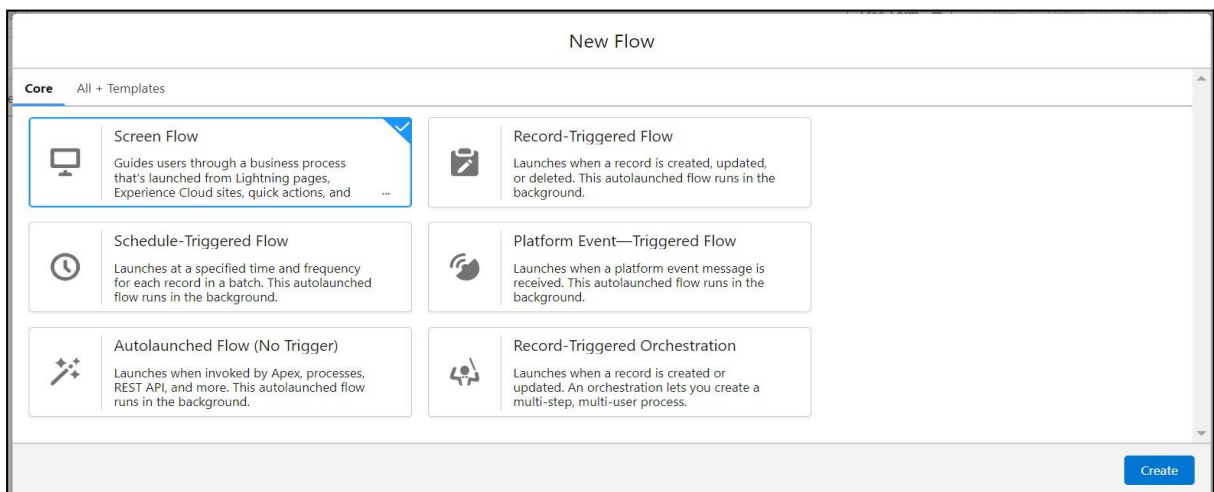 New Flow
Core All + Templates
Screen Flow
Guides users through a business process
that's launched from Lightning pages,
Experience Cloud sites, quick actions, and ...
Record-Triggered Flow
Launches when a record is created, updated,
or deleted. This autolaunched flow runs in the
background.
Schedule-Triggered Flow
Launches at a specified time and frequency
for each record in a batch. This autolaunched
flow runs in the background.
Platform Event—Triggered Flow
Launches when a platform event message is
received. This autolaunched flow runs in the
background.
Autolaunched Flow (No Trigger)
Launches when invoked by Apex, processes,
REST API, and more. This autolaunched flow
runs in the background.
Record-Triggered Orchestration
Launches when a record is created or
updated. An orchestration lets you create a
multi-step, multi-user process.
Create